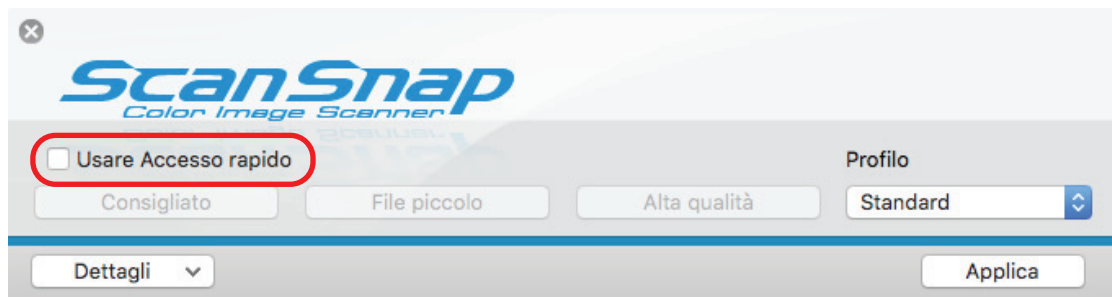 ScanSnap
Color Image Scanner
Usare Accesso rapido
Profilo
Consigliato
File piccolo
Alta qualità
Standard
Dettagli
Applica